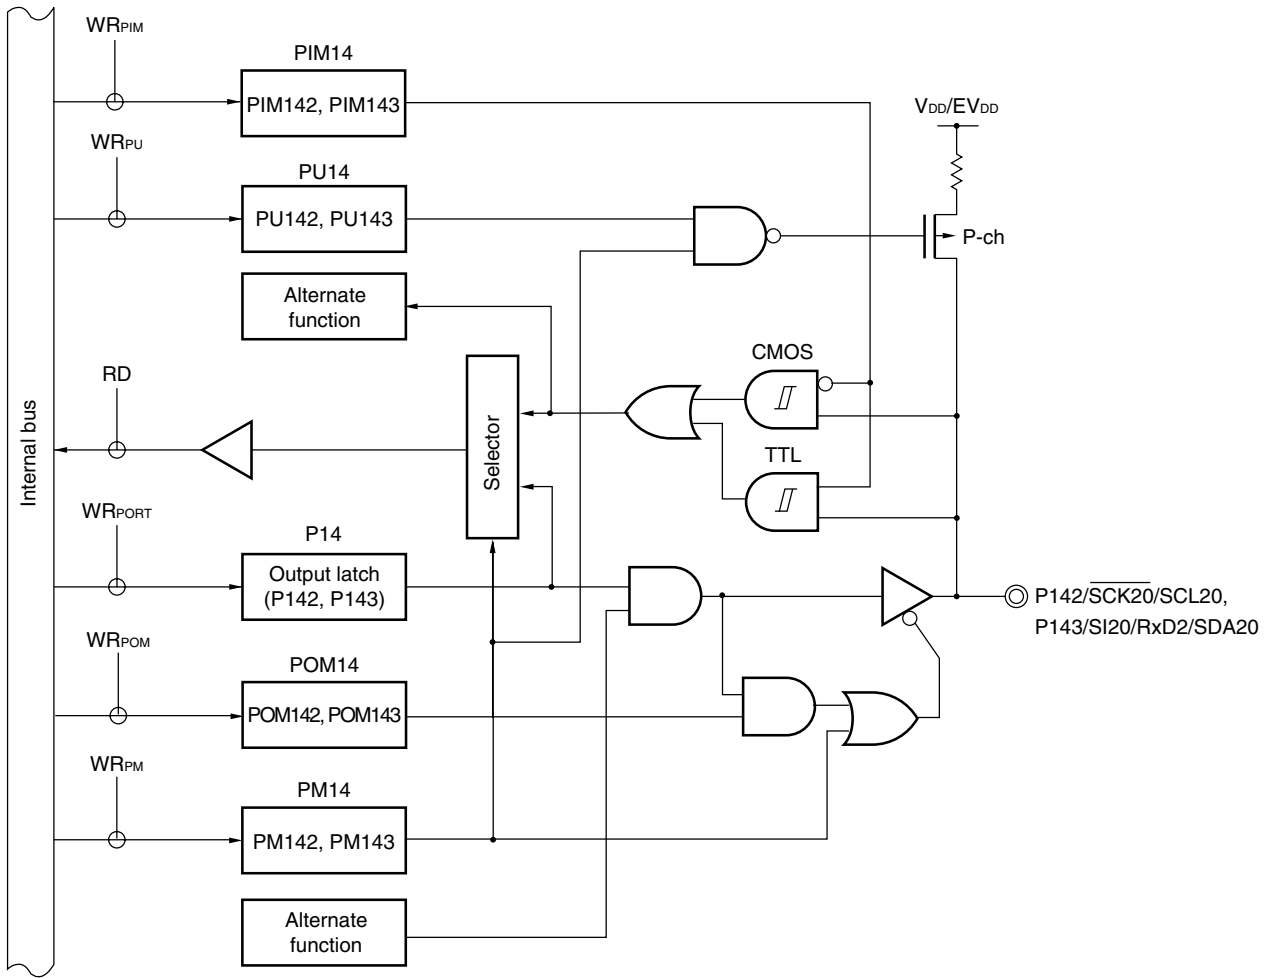 WRPIM
PIM14
PIM142, PIM143
VDD/EVDD
WRPU
PU14
PU142, PU143
P-ch
Alternate
function
CMOS
RD
Internal bus
Selector
TTL
WRPORT
P14
Output latch
(P142, P143)
P142/SCK20/SCL20,
P143/SI20/RxD2/SDA20
WRPOM
POM14
POM142, POM143
WRPM
PM14
PM142, PM143
Alternate
function